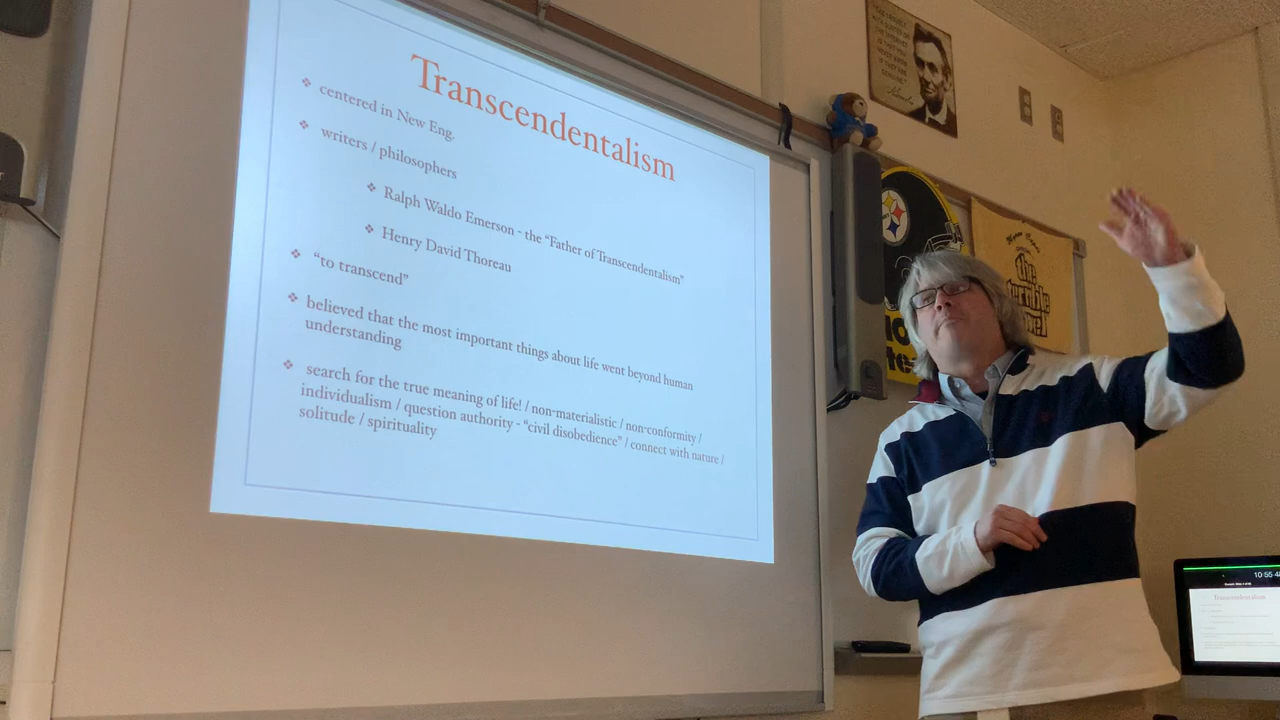 Transcendentalism
centered in New Eng.
writers / philosophers
Ralph Waldo Emerson - the “Father of Transcendentalism”
Henry David Thoreau
“to transcend”
believed that the most important things about life went beyond human
understanding
search for the true meaning of life! / non-materialistic / non-conformity /
individualism / question authority - “civil disobedience” / connect with nature /
solitude / spirituality
the
Terrible
Towel
10:55
Transcendentalism